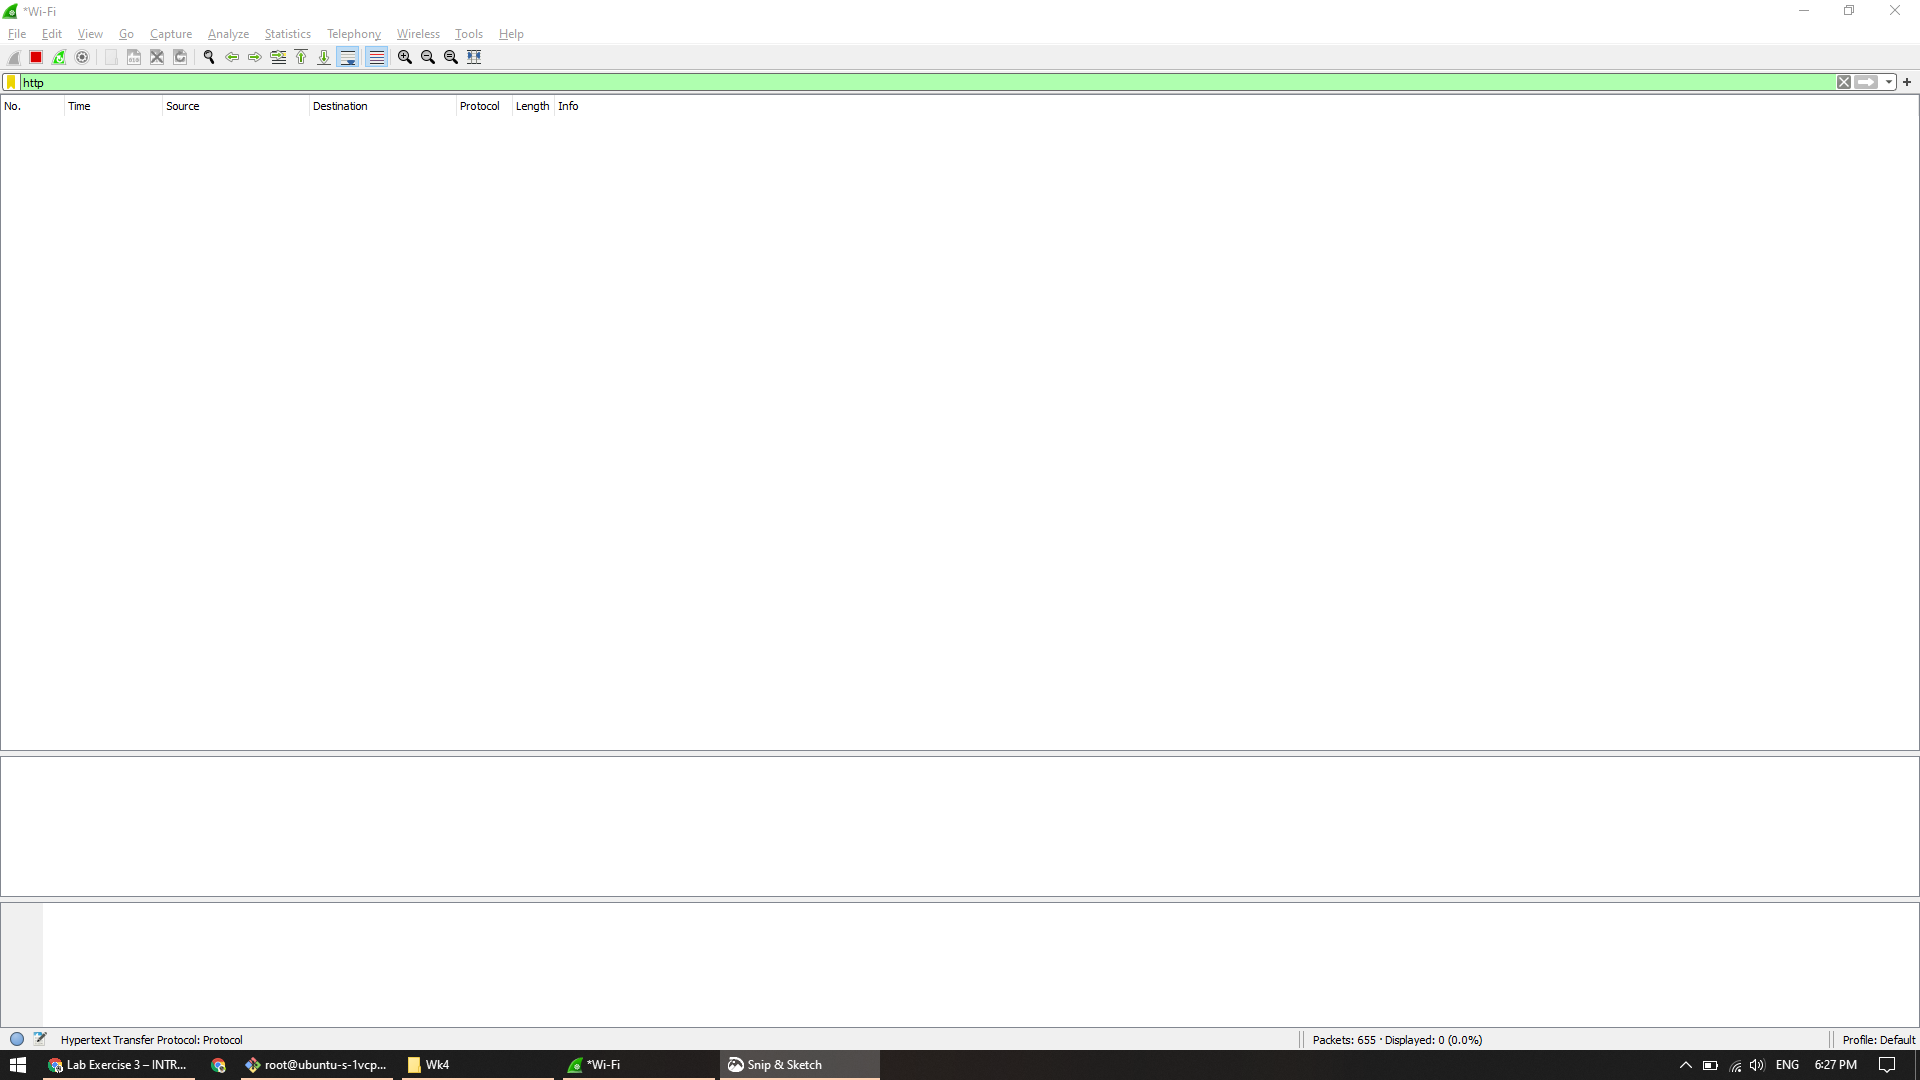 *Wi-Fi
File Edit View Go Capture Analyze Statistics Telephony Wireless Tools Help
http
No. Time Source Destination Protocol Length Info
Hypertext Transfer Protocol: Protocol Packets: 655 · Displayed: 0 (0.0%) Profile: Default
Lab Exercise 3 – INTR... root@ubuntu-s-1vcp... Wk4 *Wi-Fi Snip & Sketch ENG 6:27 PM